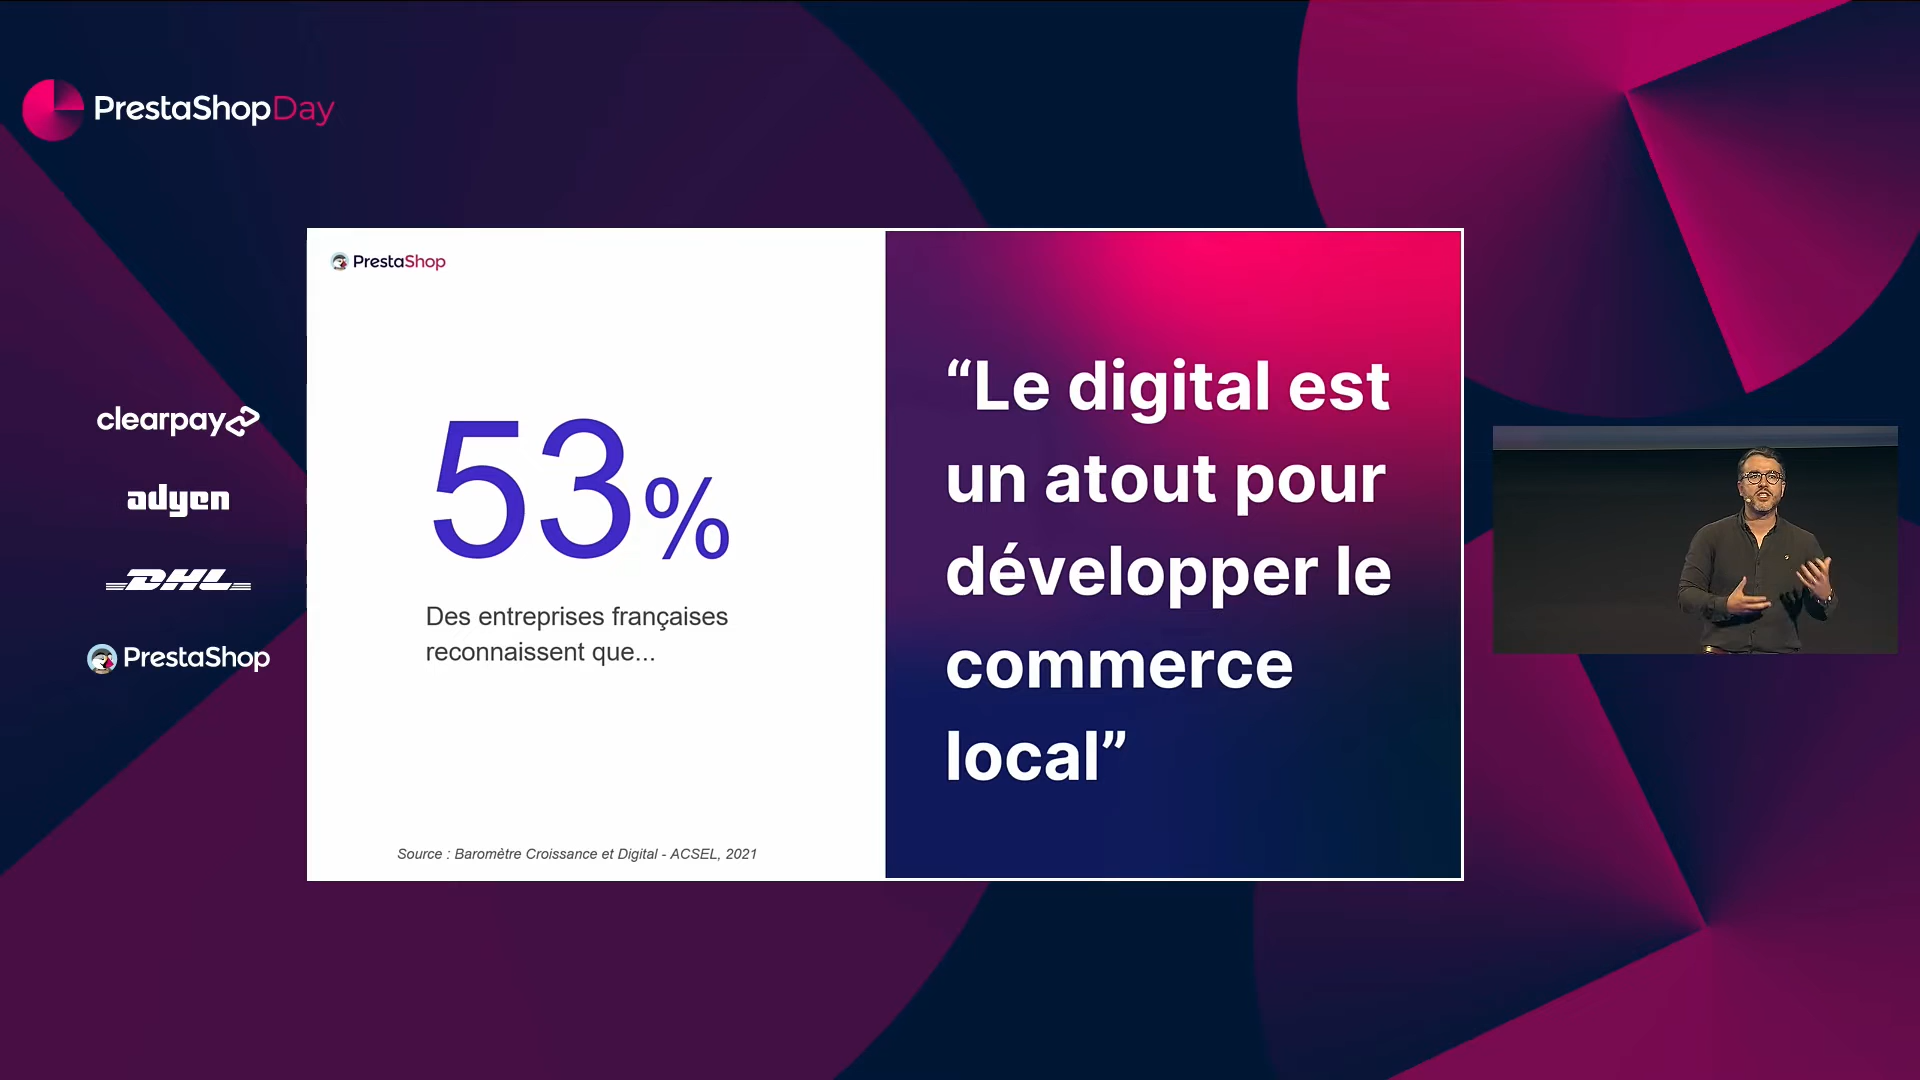 PrestaShopDay
clearpay
adyen
DHL
PrestaShop
PrestaShop
53%
Des entreprises françaises
reconnaissent que...
Source : Baromètre Croissance et Digital - ACSEL, 2021
“Le digital est
un atout pour
développer le
commerce
local”